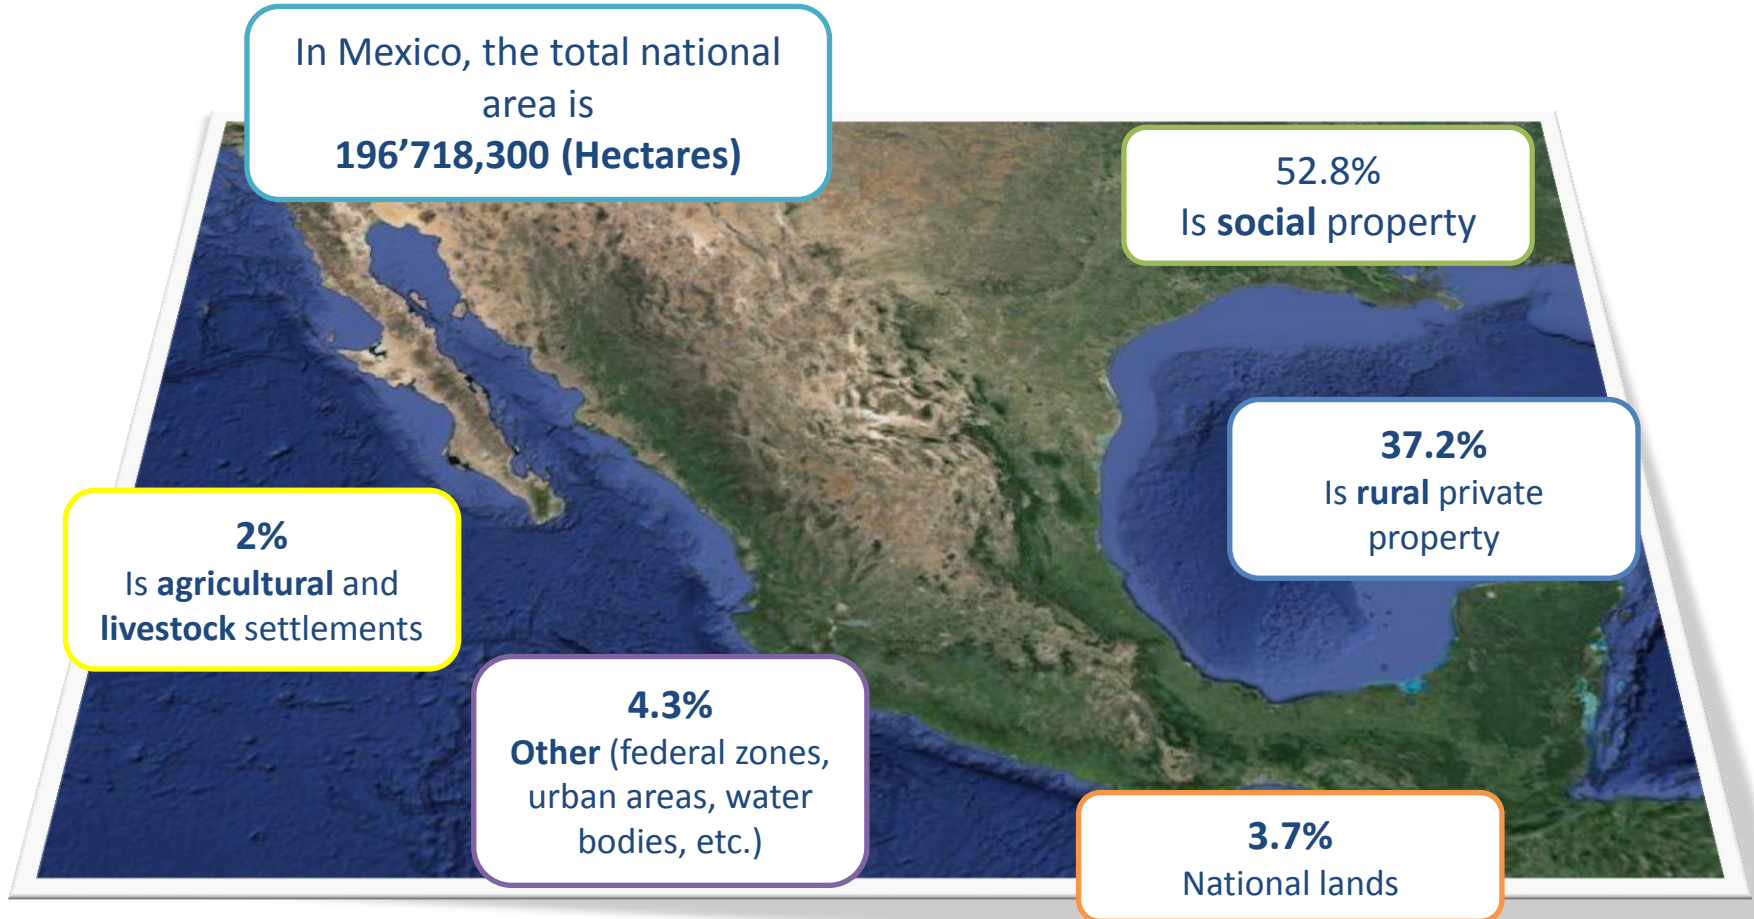 In Mexico, the total national
area is
196’718,300 (Hectares)
52.8%
Is social property
37.2%
Is rural private
property
2%
Is agricultural and
livestock settlements
4.3%
Other (federal zones,
urban areas, water
bodies, etc.)
3.7%
National lands